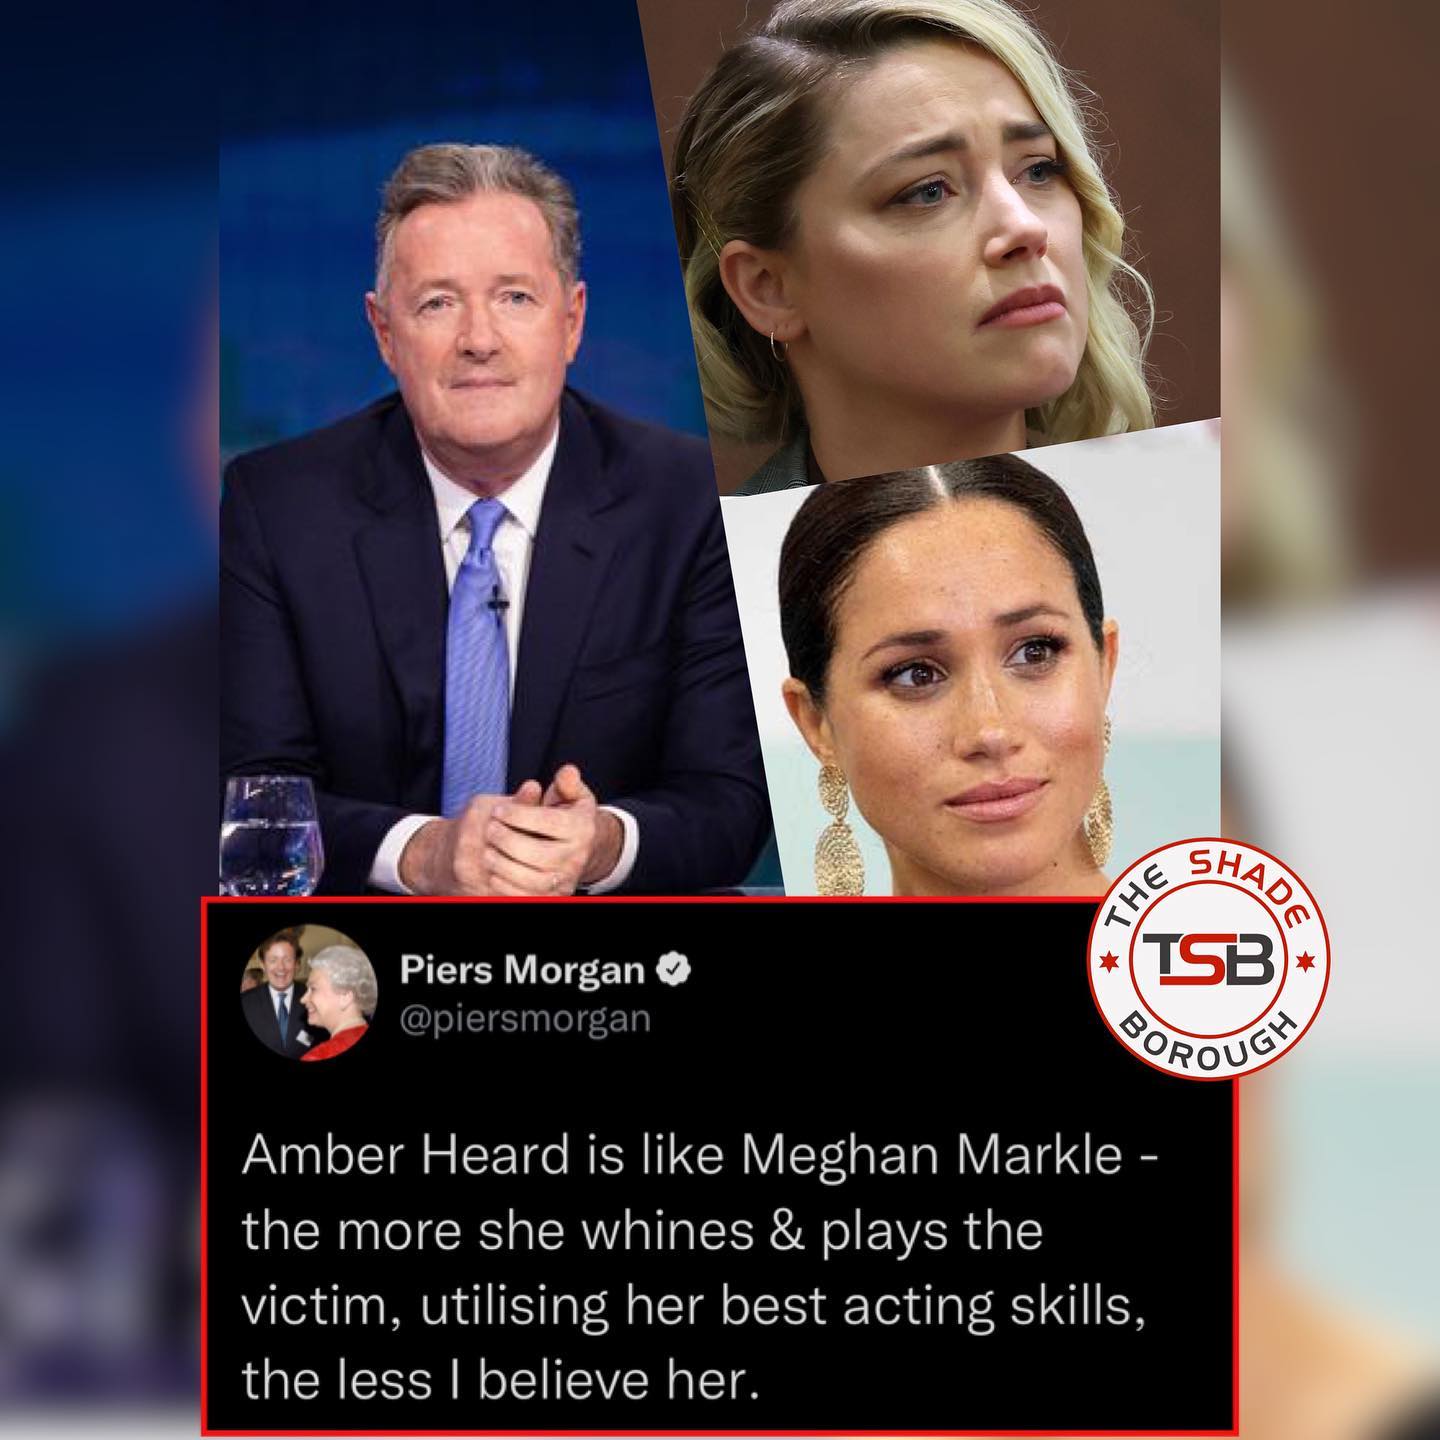 THE SHADE
TSB
BOROUGH
Piers Morgan
@piersmorgan
Amber Heard is like Meghan Markle -
the more she whines & plays the
victim, utilising her best acting skills,
the less I believe her.